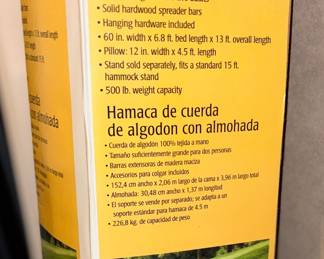 • Solid hardwood spreader bars
• Hanging hardware included
• 60 in. width x 6.8 ft. bed length x 13 ft. overall length
• Pillow: 12 in. width x 4.5 ft. length
• Stand sold separately, fits a standard 15 ft.
hammock stand
• 500 lb. weight capacity
Hamaca de cuerda
de algodon con almohada
• Cuerda de algodón 100% tejida a mano
• Tamaño suficientemente grande para dos personas
• Barras extensoras de madera maciza
• Accesorios para colgar incluidos
• 152,4 cm ancho x 2,06 m largo de la cama x 3,96 m largo total
• Almohada: 30,48 cm ancho x 1,37 m longitud
• El soporte se vende por separado; se adapta a un
soporte estándar para hamaca de 4.5 m
• 226,8 kg. de capacidad de peso